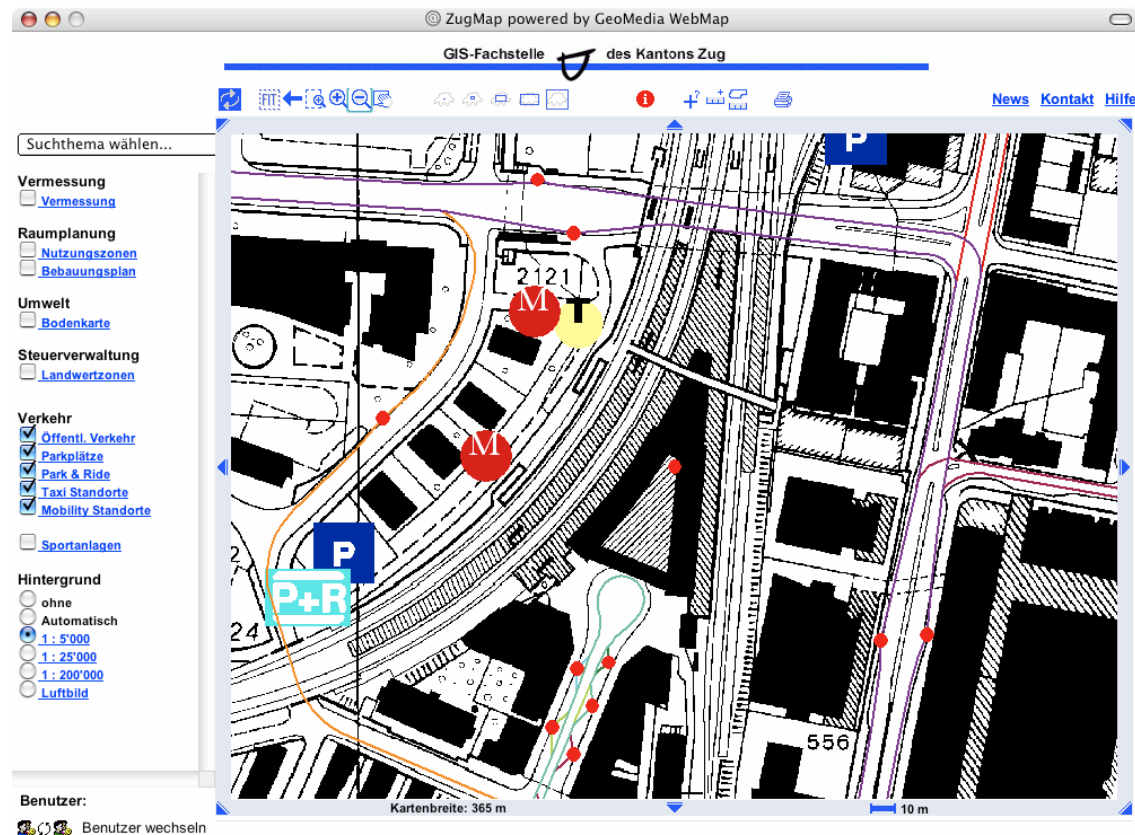 @ ZugMap powered by GeoMedia WebMap
GIS-Fachstelle des Kantons Zug
FIT
i
?
News Kontakt Hilfe
Suchthema wählen...
Vermessung
Vermessung
Raumplanung
Nutzungszonen
Bebauungsplan
Umwelt
Bodenkarte
Steuerverwaltung
Landwertzonen
Verkehr
Öffentl. Verkehr
Parkplätze
Park & Ride
Taxi Standorte
Mobility Standorte
Sportanlagen
Hintergrund
ohne
Automatisch
1 : 5'000
1 : 25'000
1 : 200'000
Luftbild
Benutzer:
Benutzer wechseln
P
2121
M
T
M
P
P+R
2
24
556
Kartenbreite: 365 m
10 m